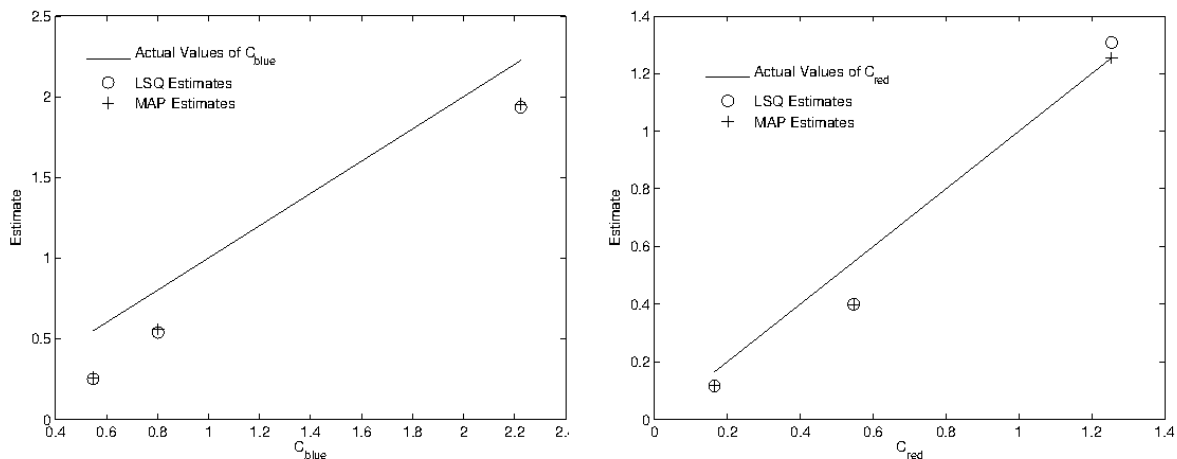 2.5
2
1.5
1
0.5
0
Estimate
Actual Values of C_blue
LSQ Estimates
MAP Estimates
0.4 0.6 0.8 1 1.2 1.4 1.6 1.8 2 2.2
C_blue
1.4
1.2
1
0.8
0.6
0.4
0.2
0
Estimate
Actual Values of C_red
LSQ Estimates
MAP Estimates
0 0.2 0.4 0.6 0.8 1 1.2 1.4
C_red